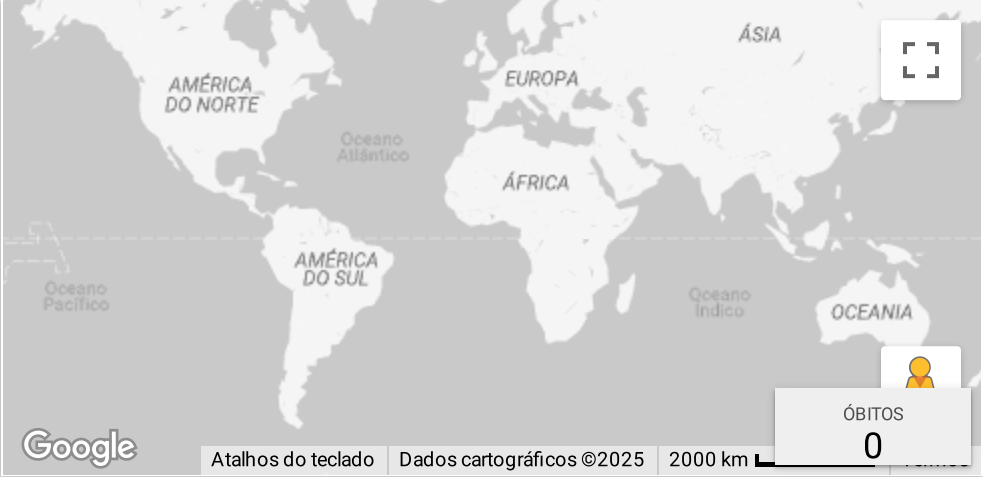 ÁSIA
EUROPA
AMÉRICA
DO NORTE
Oceano
Atlântico
ÁFRICA
AMÉRICA
DO SUL
Oceano
Pacífico
Oceano
Índico
OCEANIA
ÓBITOS
0
Google
Atalhos do teclado
Dados cartográficos ©2025
2000 km